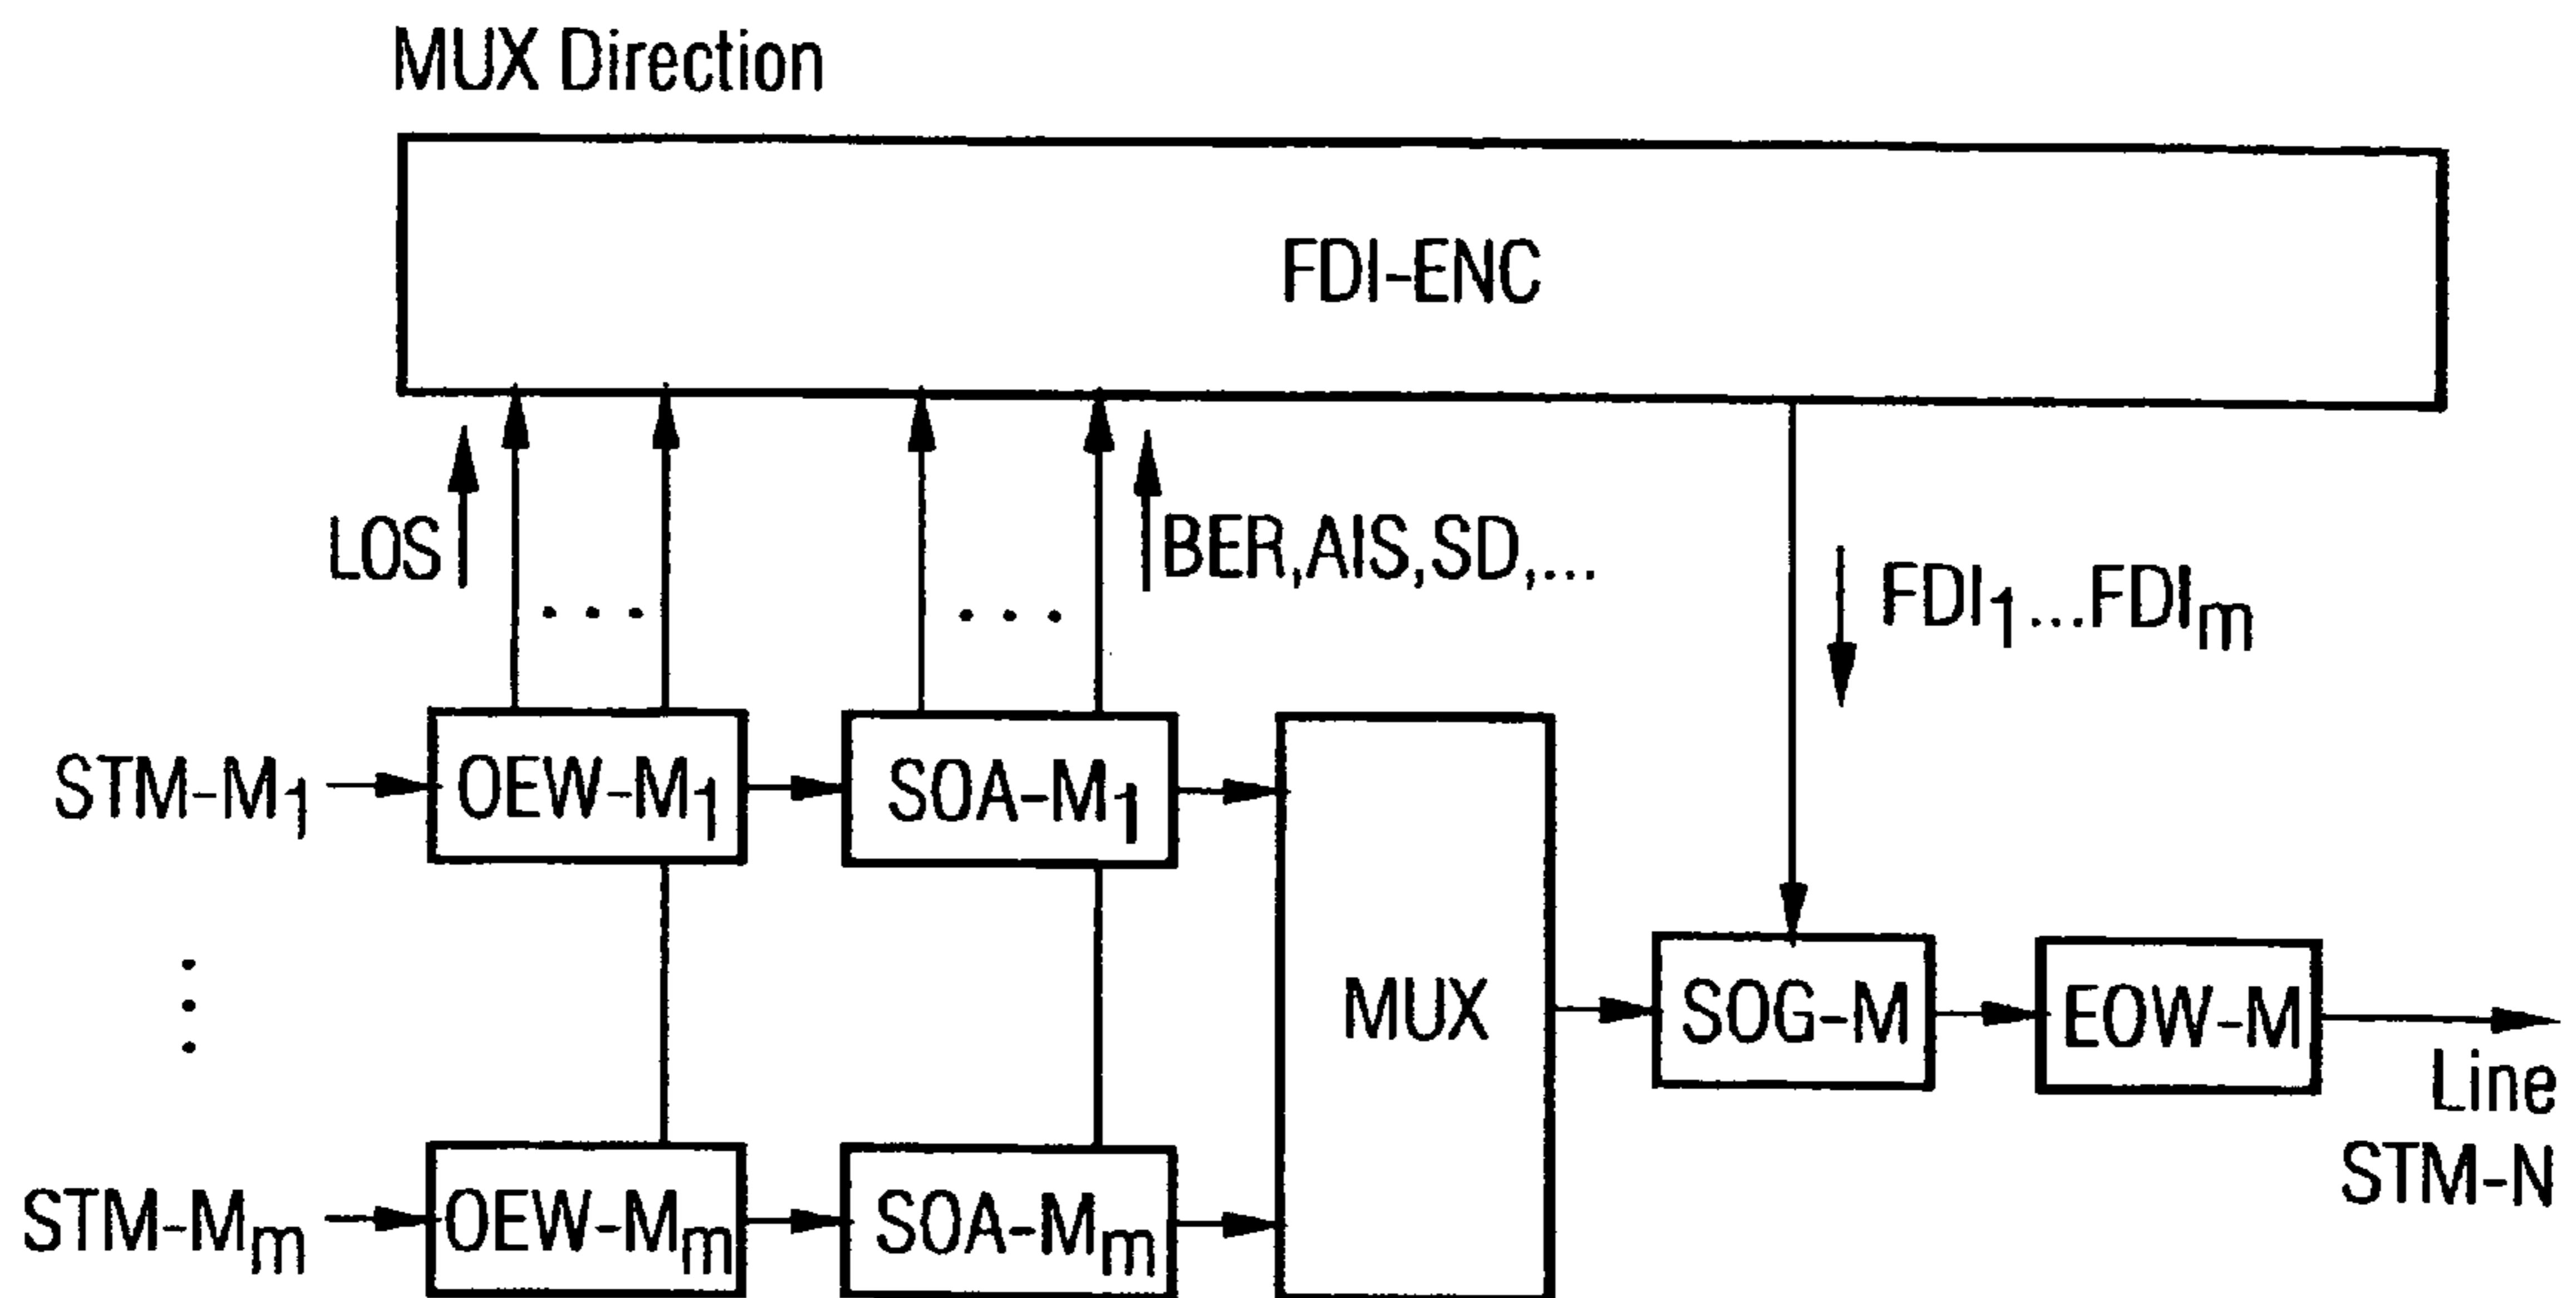 MUX Direction
FDI-ENC
LOS
BER,AIS,SD,...
FDI1...FDIm
STM-M1
OEW-M1
SOA-M1
MUX
SOG-M
EOW-M
Line
STM-N
STM-Mm
OEW-Mm
SOA-Mm